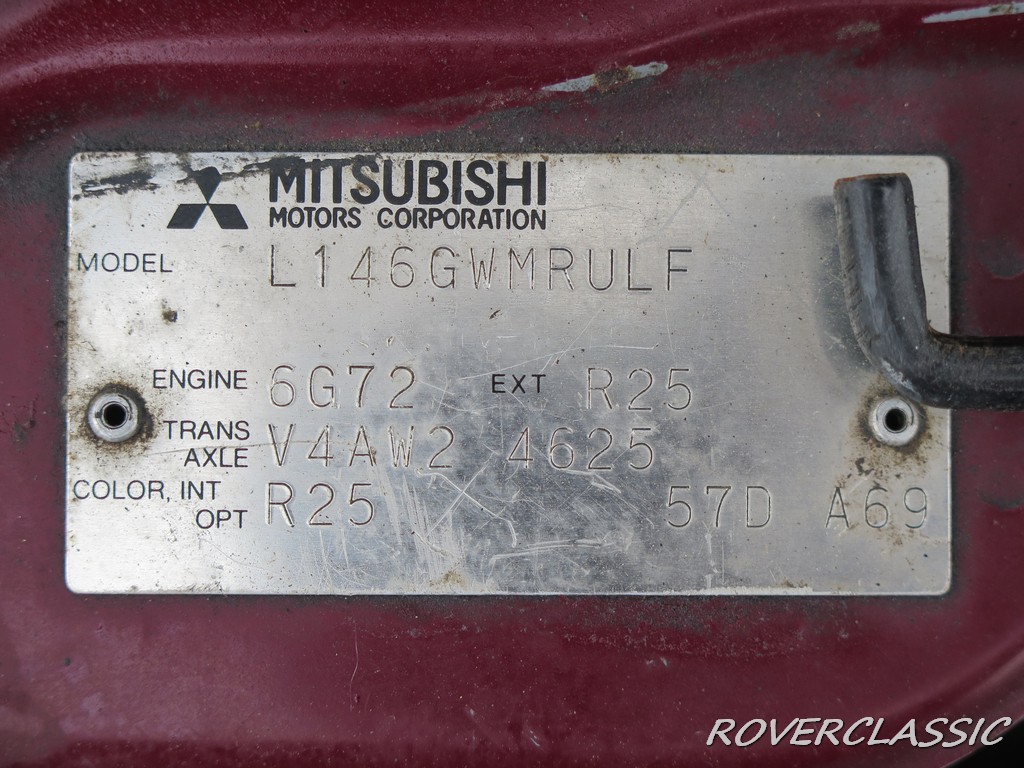 MITSUBISHI
MOTORS CORPORATION
MODEL L146GWMRULF
ENGINE 6G72 EXT R25
TRANS
AXLE V4AW2 4625
COLOR, INT
OPT R25 57D A69
ROVERCLASSIC